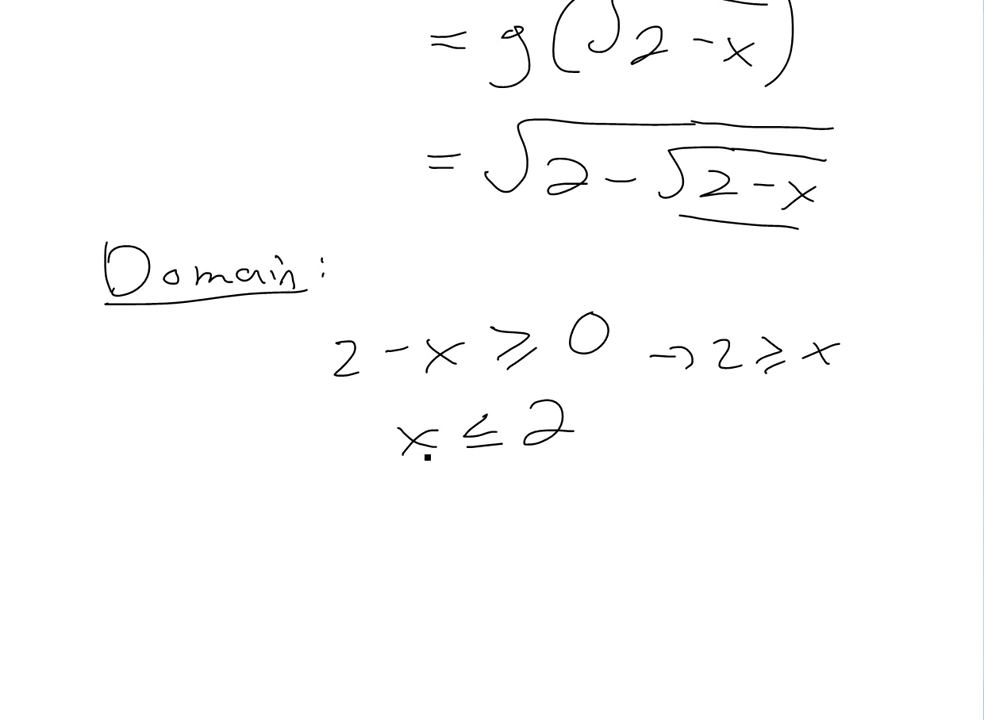 = g(√2-x)
= √2-√2-x
Domain:
2-x ≥ 0 → 2 ≥ x
x ≤ 2